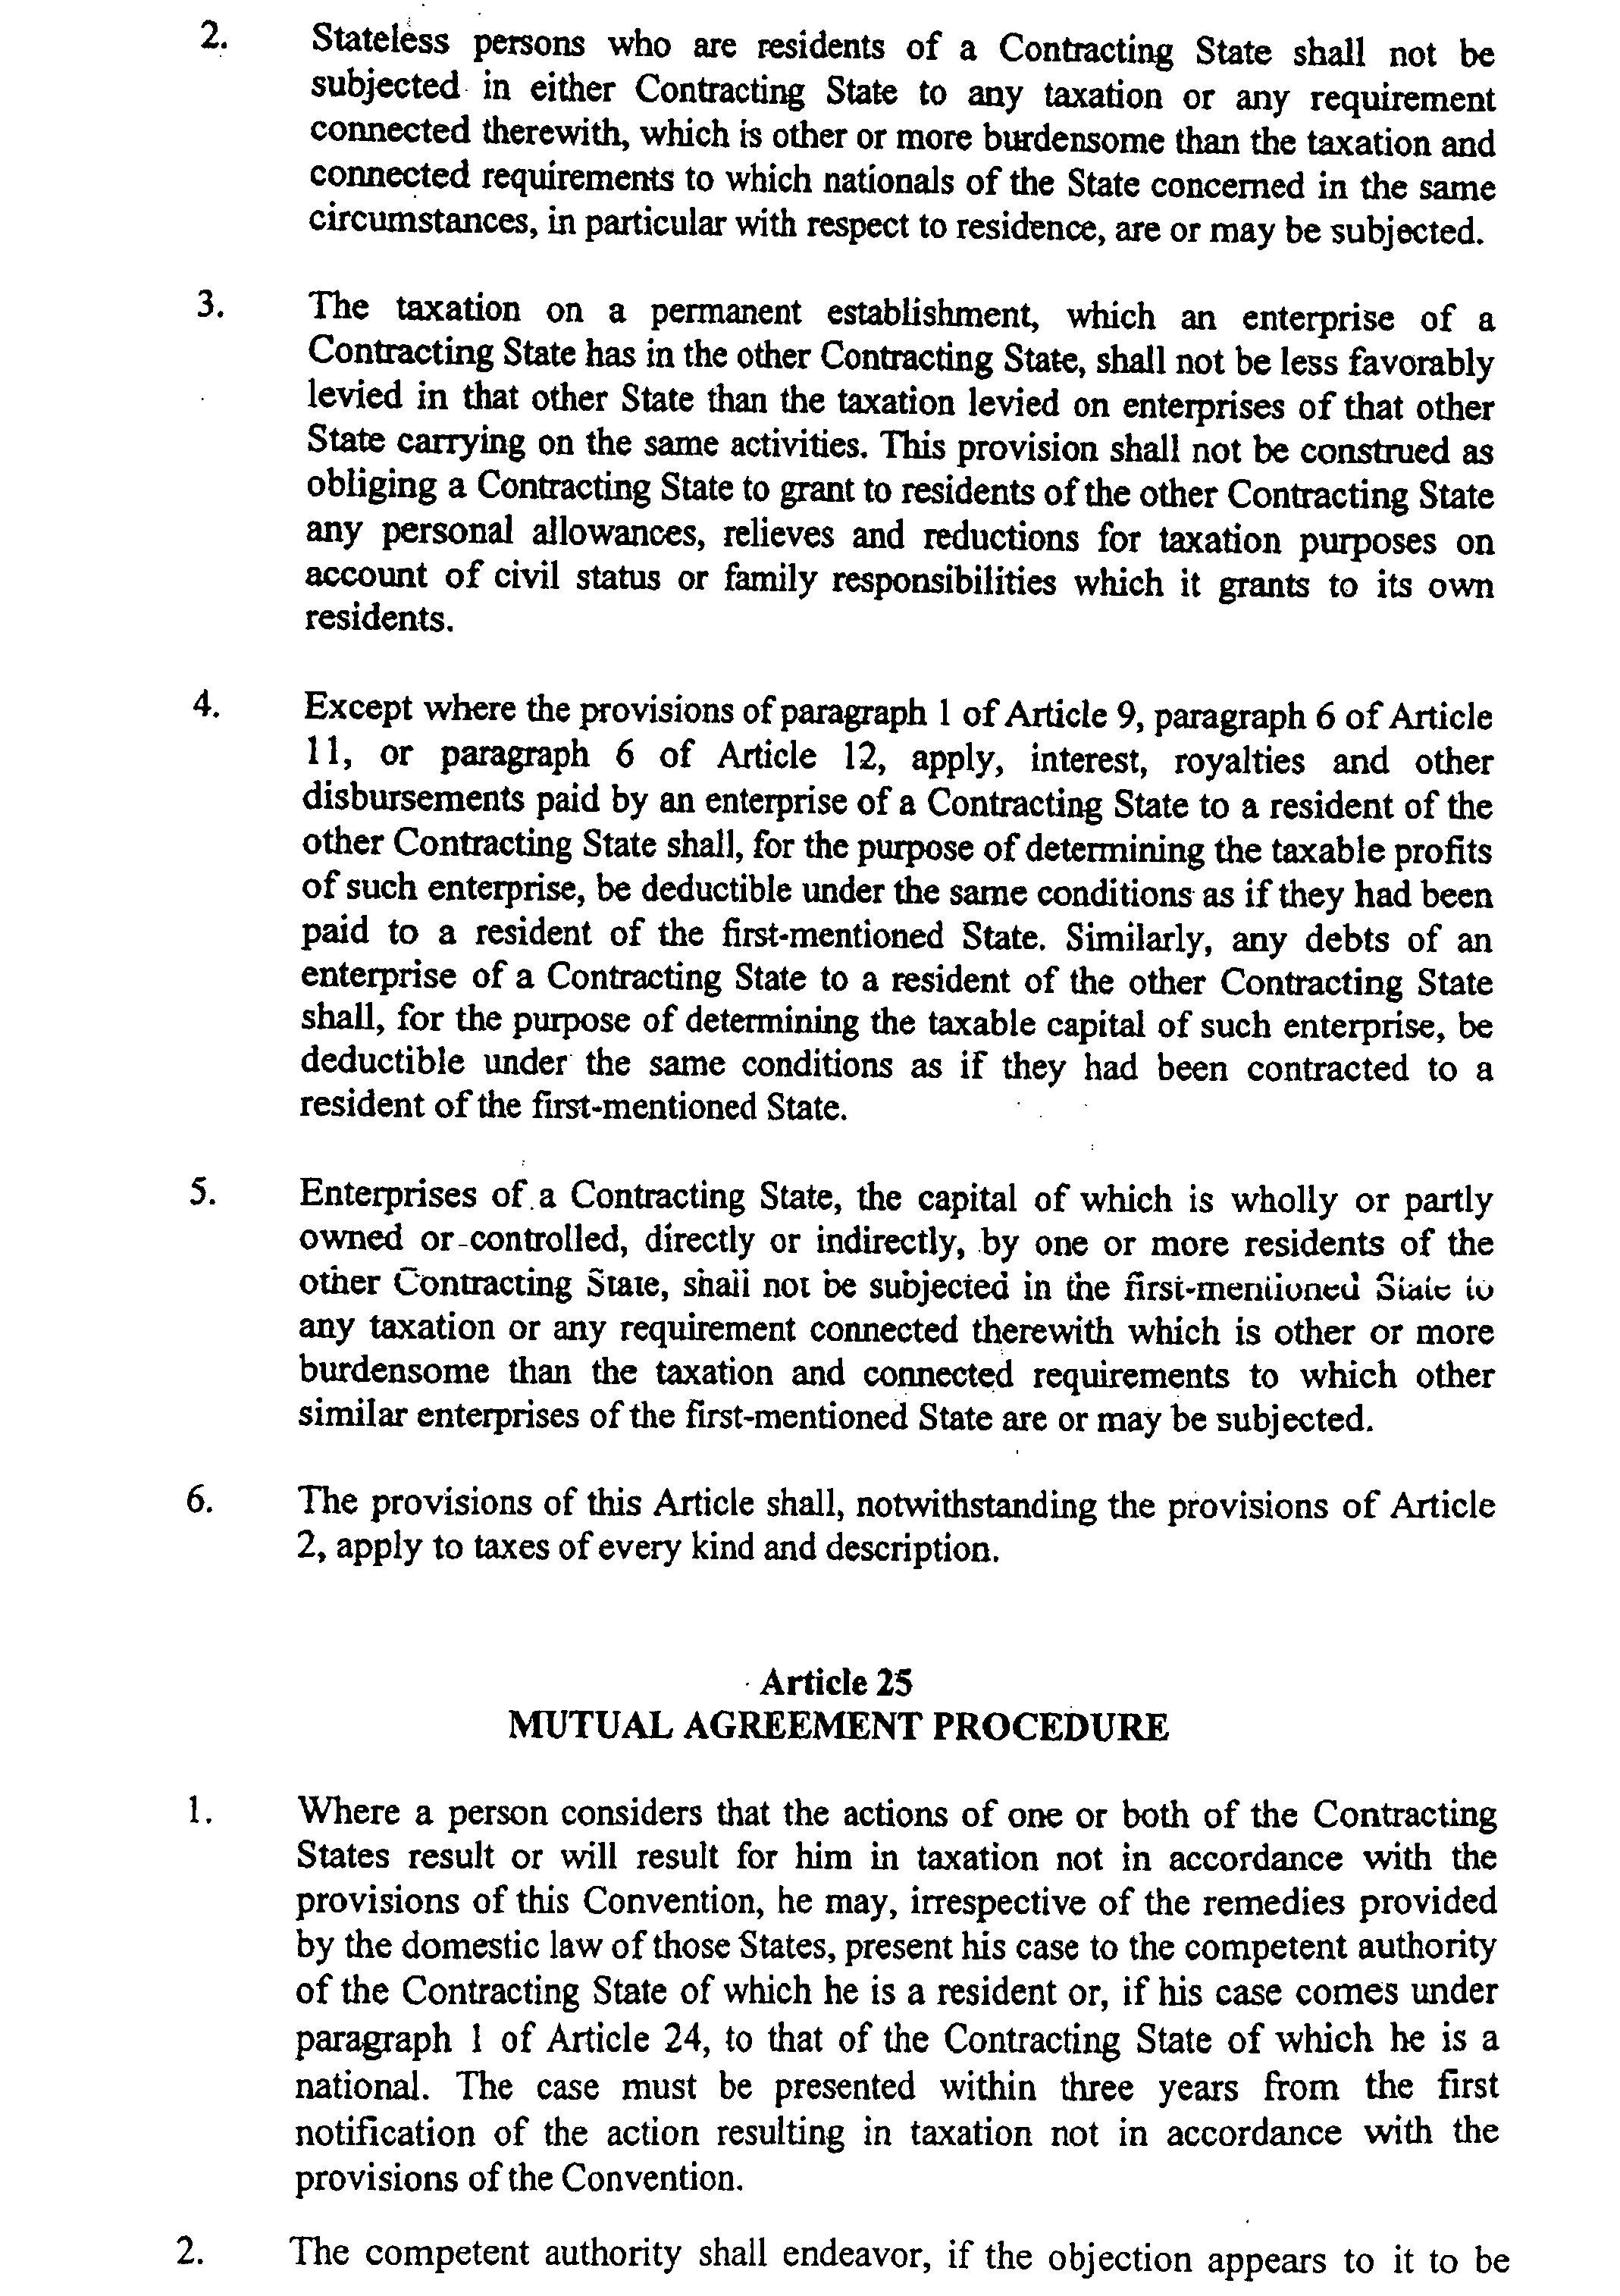 2. Stateless persons who are residents of a Contracting State shall not be
subjected in either Contracting State to any taxation or any requirement
connected therewith, which is other or more burdensome than the taxation and
connected requirements to which nationals of the State concerned in the same
circumstances, in particular with respect to residence, are or may be subjected.
3. The taxation on a permanent establishment, which an enterprise of a
Contracting State has in the other Contracting State, shall not be less favorably
levied in that other State than the taxation levied on enterprises of that other
State carrying on the same activities. This provision shall not be construed as
obliging a Contracting State to grant to residents of the other Contracting State
any personal allowances, relieves and reductions for taxation purposes on
account of civil status or family responsibilities which it grants to its own
residents.
4. Except where the provisions of paragraph 1 of Article 9, paragraph 6 of Article
11, or paragraph 6 of Article 12, apply, interest, royalties and other
disbursements paid by an enterprise of a Contracting State to a resident of the
other Contracting State shall, for the purpose of determining the taxable profits
of such enterprise, be deductible under the same conditions as if they had been
paid to a resident of the first-mentioned State. Similarly, any debts of an
enterprise of a Contracting State to a resident of the other Contracting State
shall, for the purpose of determining the taxable capital of such enterprise, be
deductible under the same conditions as if they had been contracted to a
resident of the first-mentioned State.
5. Enterprises of a Contracting State, the capital of which is wholly or partly
owned or controlled, directly or indirectly, by one or more residents of the
other Contracting State, shall not be subjected in the first-mentioned State to
any taxation or any requirement connected therewith which is other or more
burdensome than the taxation and connected requirements to which other
similar enterprises of the first-mentioned State are or may be subjected.
6. The provisions of this Article shall, notwithstanding the provisions of Article
2, apply to taxes of every kind and description.
Article 25
MUTUAL AGREEMENT PROCEDURE
1. Where a person considers that the actions of one or both of the Contracting
States result or will result for him in taxation not in accordance with the
provisions of this Convention, he may, irrespective of the remedies provided
by the domestic law of those States, present his case to the competent authority
of the Contracting State of which he is a resident or, if his case comes under
paragraph 1 of Article 24, to that of the Contracting State of which he is a
national. The case must be presented within three years from the first
notification of the action resulting in taxation not in accordance with the
provisions of the Convention.
2. The competent authority shall endeavor, if the objection appears to it to be